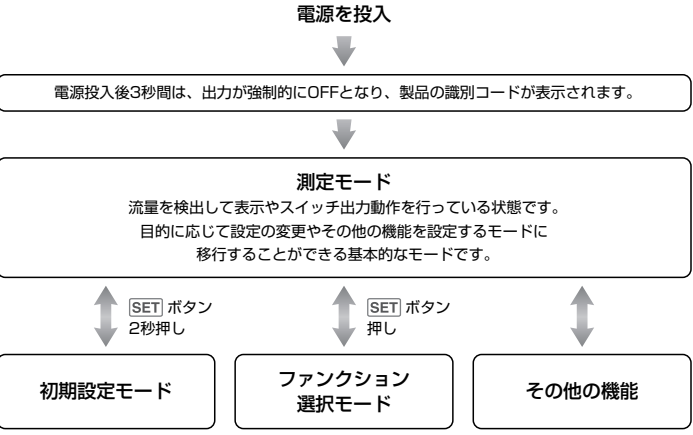 電源を投入
電源投入後3秒間は、出力が強制的にOFFとなり、製品の識別コードが表示されます。
測定モード
流量を検出して表示やスイッチ出力動作を行っている状態です。
目的に応じて設定の変更やその他の機能を設定するモードに
移行することができる基本的なモードです。
SET ボタン
2秒押し
SET ボタン
押し
初期設定モード
ファンクション
選択モード
その他の機能